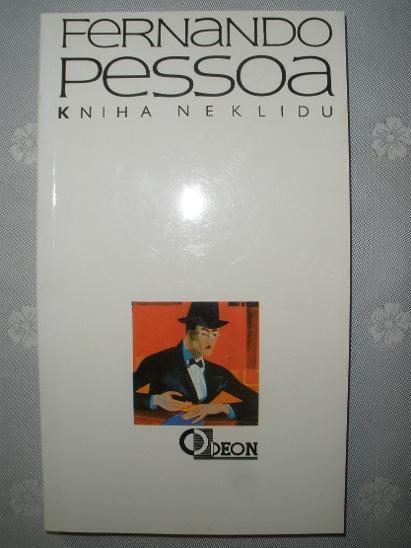 FERNANDO
PESSOA
KNIHA NEKLIDU
ODEON